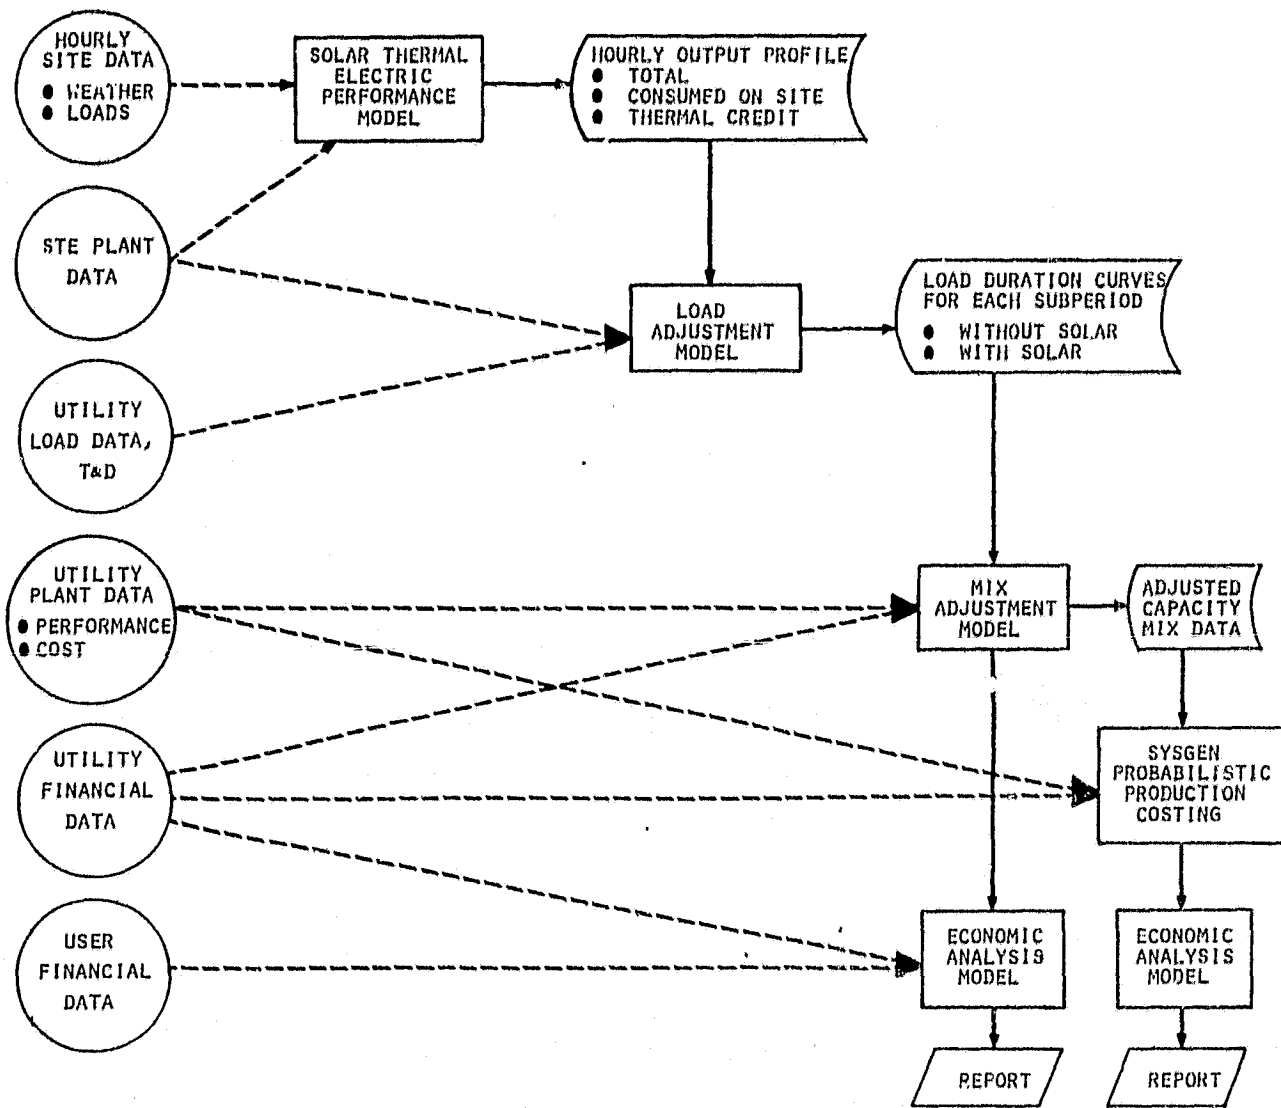 HOURLY
SITE DATA
● WEATHER
● LOADS
SOLAR THERMAL
ELECTRIC
PERFORMANCE
MODEL
HOURLY OUTPUT PROFILE
● TOTAL
● CONSUMED ON SITE
● THERMAL CREDIT
STE PLANT
DATA
LOAD
ADJUSTMENT
MODEL
LOAD DURATION CURVES
FOR EACH SUBPERIOD
● WITHOUT SOLAR
● WITH SOLAR
UTILITY
LOAD DATA,
T&D
UTILITY
PLANT DATA
● PERFORMANCE
● COST
MIX
ADJUSTMENT
MODEL
ADJUSTED
CAPACITY
MIX DATA
UTILITY
FINANCIAL
DATA
SYSGEN
PROBABILISTIC
PRODUCTION
COSTING
USER
FINANCIAL
DATA
ECONOMIC
ANALYSIS
MODEL
ECONOMIC
ANALYSIS
MODEL
REPORT
REPORT